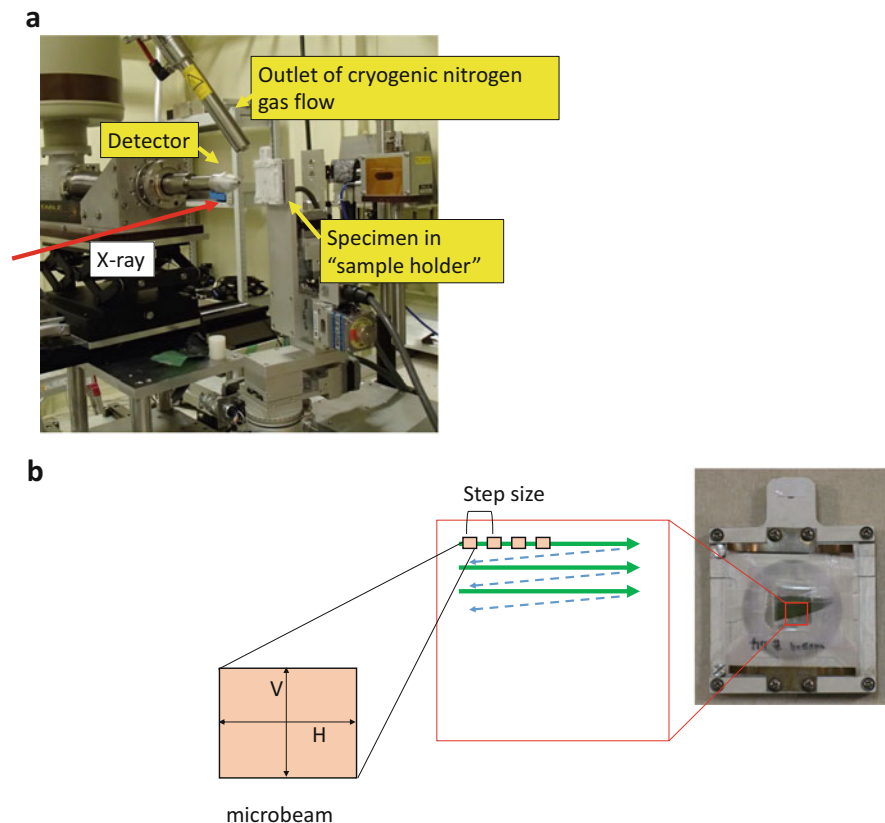 a
Outlet of cryogenic nitrogen
gas flow
Detector
X-ray
Specimen in
“sample holder”
b
Step size
V
H
microbeam